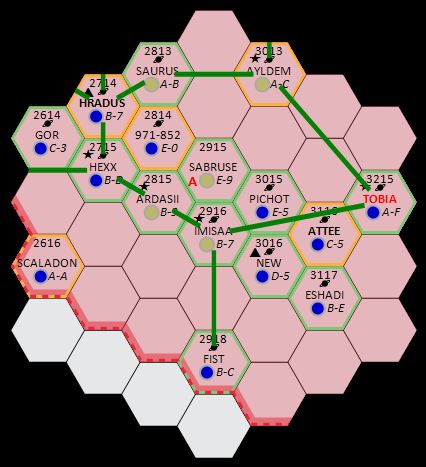 2813
SAURUS
A-B
3013
AYLDEM
A-C
2714
HRADUS
B-7
2614
GOR
C-3
2814
971-852
E-0
2715
HEXX
2915
SABRUSE
A
E-9
2815
ARDASII
3015
PICHOT
E-5
3215
TOBIA
A-F
2616
SCALADON
A-A
2916
IMISAA
B-7
ATTEE
C-5
3016
NEW
D-5
3117
ESHADI
B-E
2918
FIST
B-C